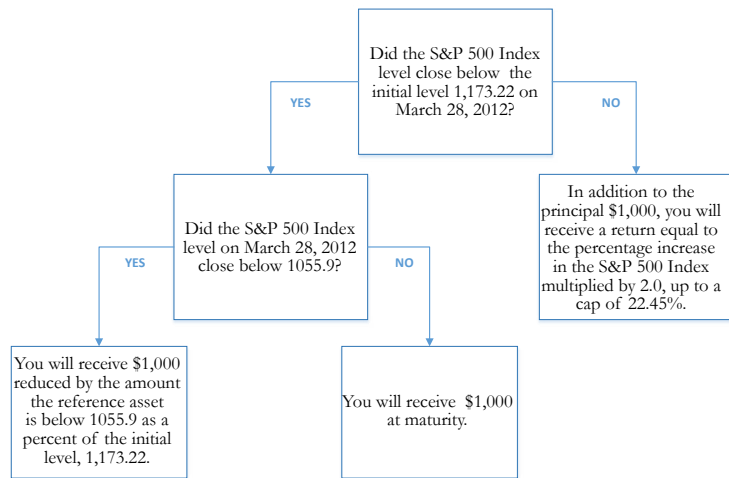 Did the S&P 500 Index
level close below the
initial level 1,173.22 on
March 28, 2012?
YES
NO
Did the S&P 500 Index
level on March 28, 2012
close below 1055.9?
In addition to the
principal $1,000, you will
receive a return equal to
the percentage increase
in the S&P 500 Index
multiplied by 2.0, up to a
cap of 22.45%.
YES
NO
You will receive $1,000
reduced by the amount
the reference asset
is below 1055.9 as a
percent of the initial
level, 1,173.22.
You will receive $1,000
at maturity.